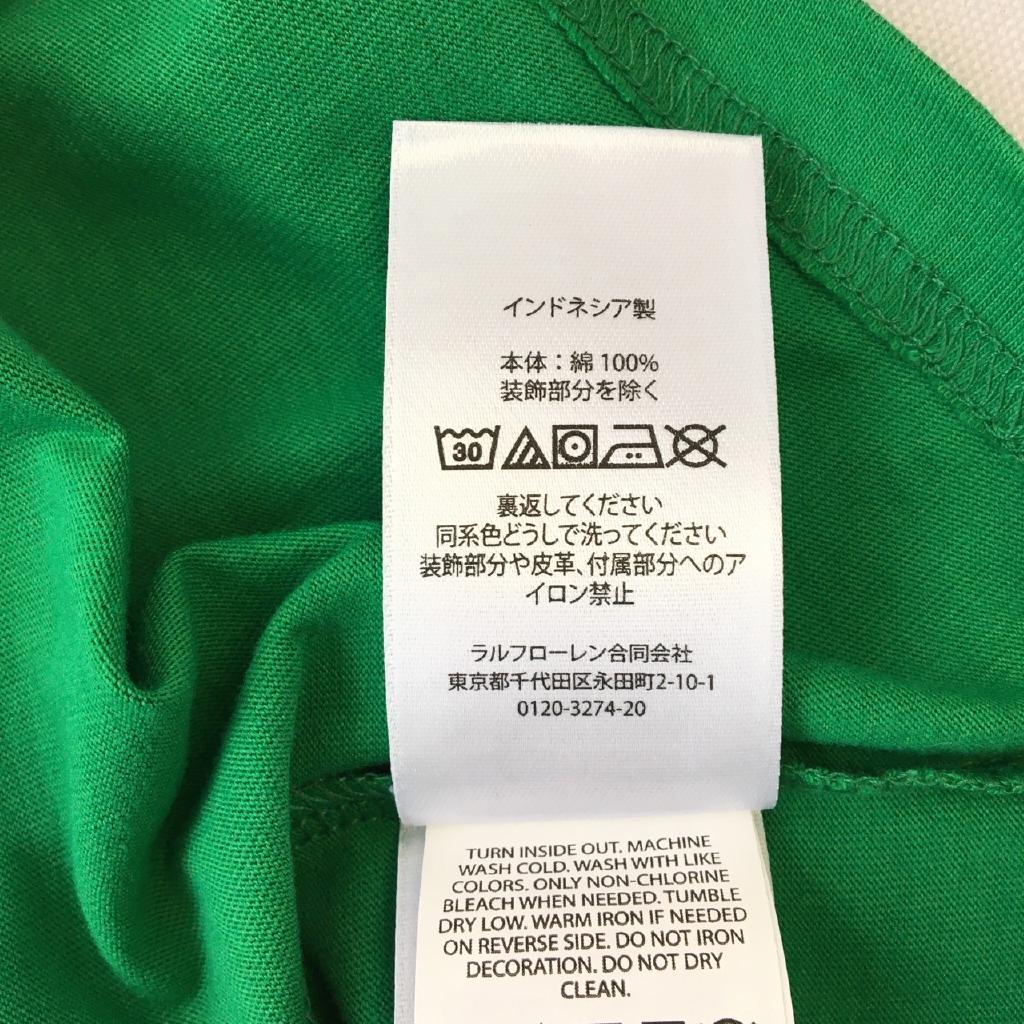 インドネシア製
本体：綿 100%
装飾部分を除く
30
裏返してください
同系色どうしで洗ってください
装飾部分や皮革、付属部分へのア
イロン禁止
ラルフローレン合同会社
東京都千代田区永田町2-10-1
0120-3274-20
TURN INSIDE OUT. MACHINE
WASH COLD. WASH WITH LIKE
COLORS. ONLY NON-CHLORINE
BLEACH WHEN NEEDED. TUMBLE
DRY LOW. WARM IRON IF NEEDED
ON REVERSE SIDE. DO NOT IRON
DECORATION. DO NOT DRY
CLEAN.